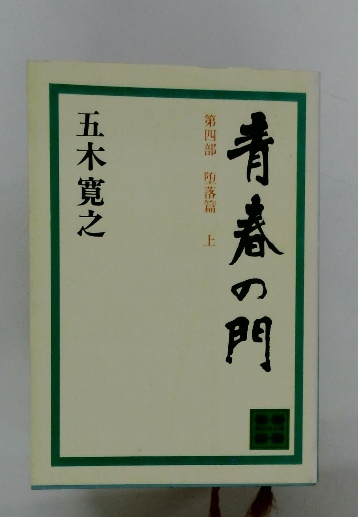 青春の門
第四部 堕落篇 上
五木寛之